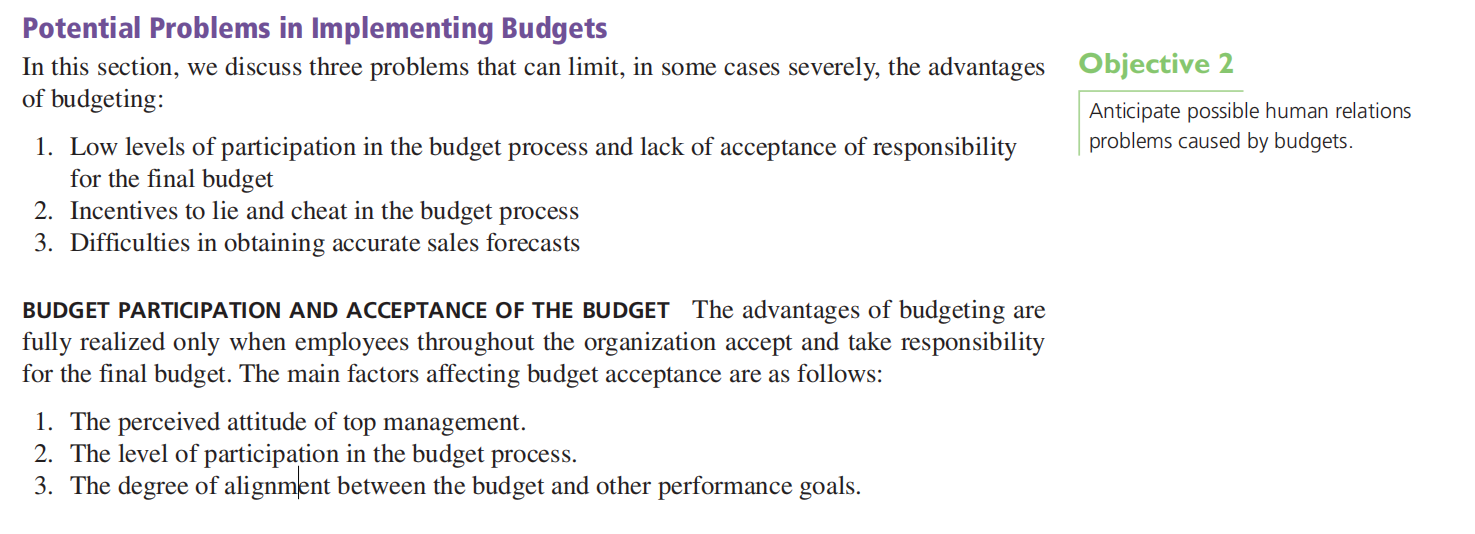 Potential Problems in Implementing Budgets
In this section, we discuss three problems that can limit, in some cases severely, the advantages
of budgeting:
1. Low levels of participation in the budget process and lack of acceptance of responsibility
for the final budget
2. Incentives to lie and cheat in the budget process
3. Difficulties in obtaining accurate sales forecasts
BUDGET PARTICIPATION AND ACCEPTANCE OF THE BUDGET The advantages of budgeting are
fully realized only when employees throughout the organization accept and take responsibility
for the final budget. The main factors affecting budget acceptance are as follows:
1. The perceived attitude of top management.
2. The level of participation in the budget process.
3. The degree of alignment between the budget and other performance goals.
Objective 2
Anticipate possible human relations
problems caused by budgets.